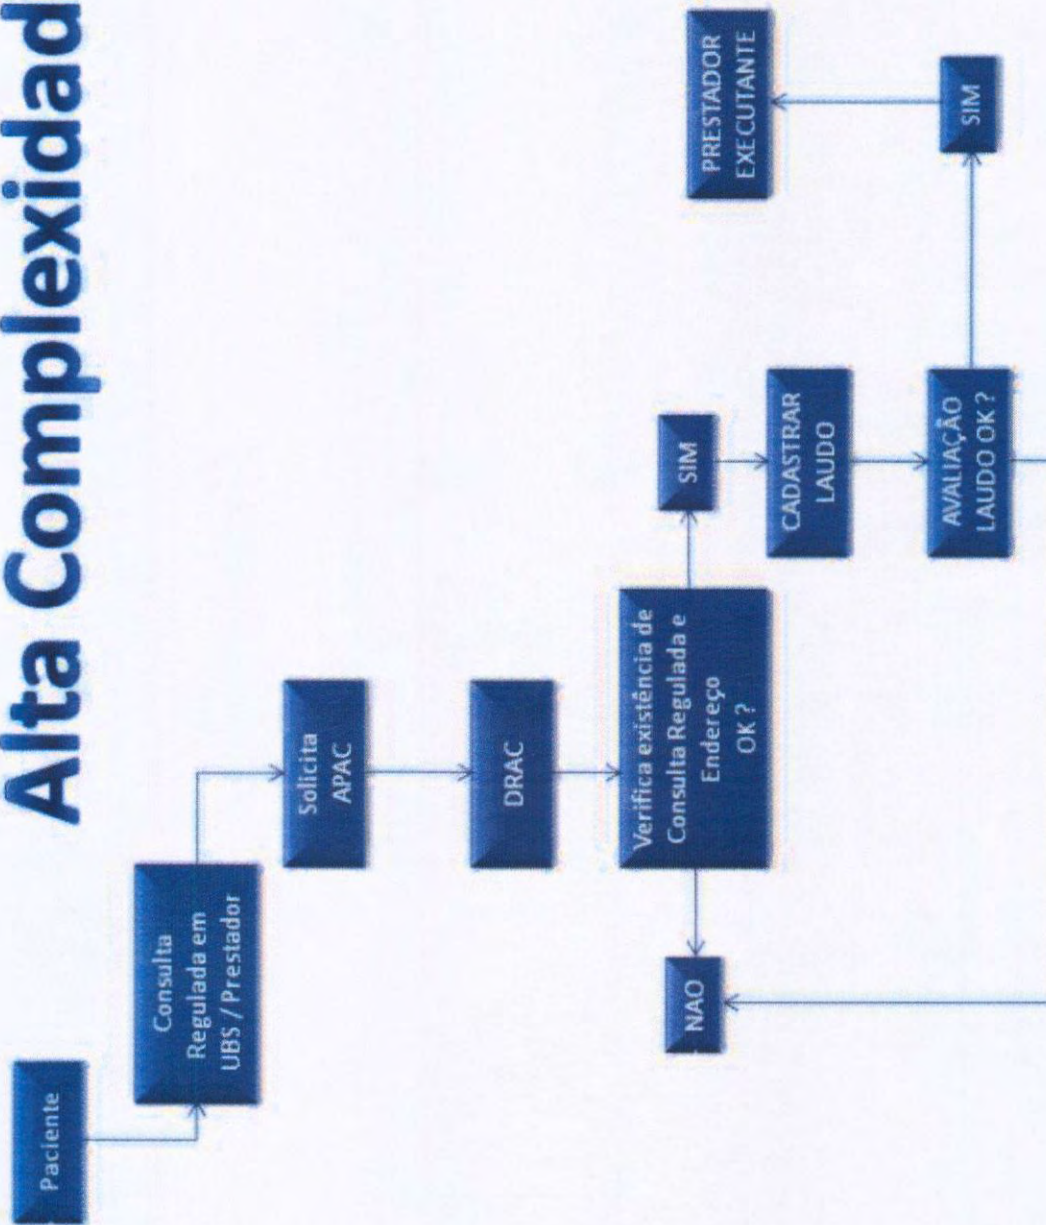 Alta Complexidad
Paciente
Consulta
Regulada em
UBS / Prestador
Solicita
APAC
DRAC
Verifica existência de
Consulta Regulada e
Endereço
OK ?
NAO
SIM
CADASTRAR
LAUDO
AVALIAÇÃO
LAUDO OK ?
SIM
PRESTADOR
EXECUTANTE